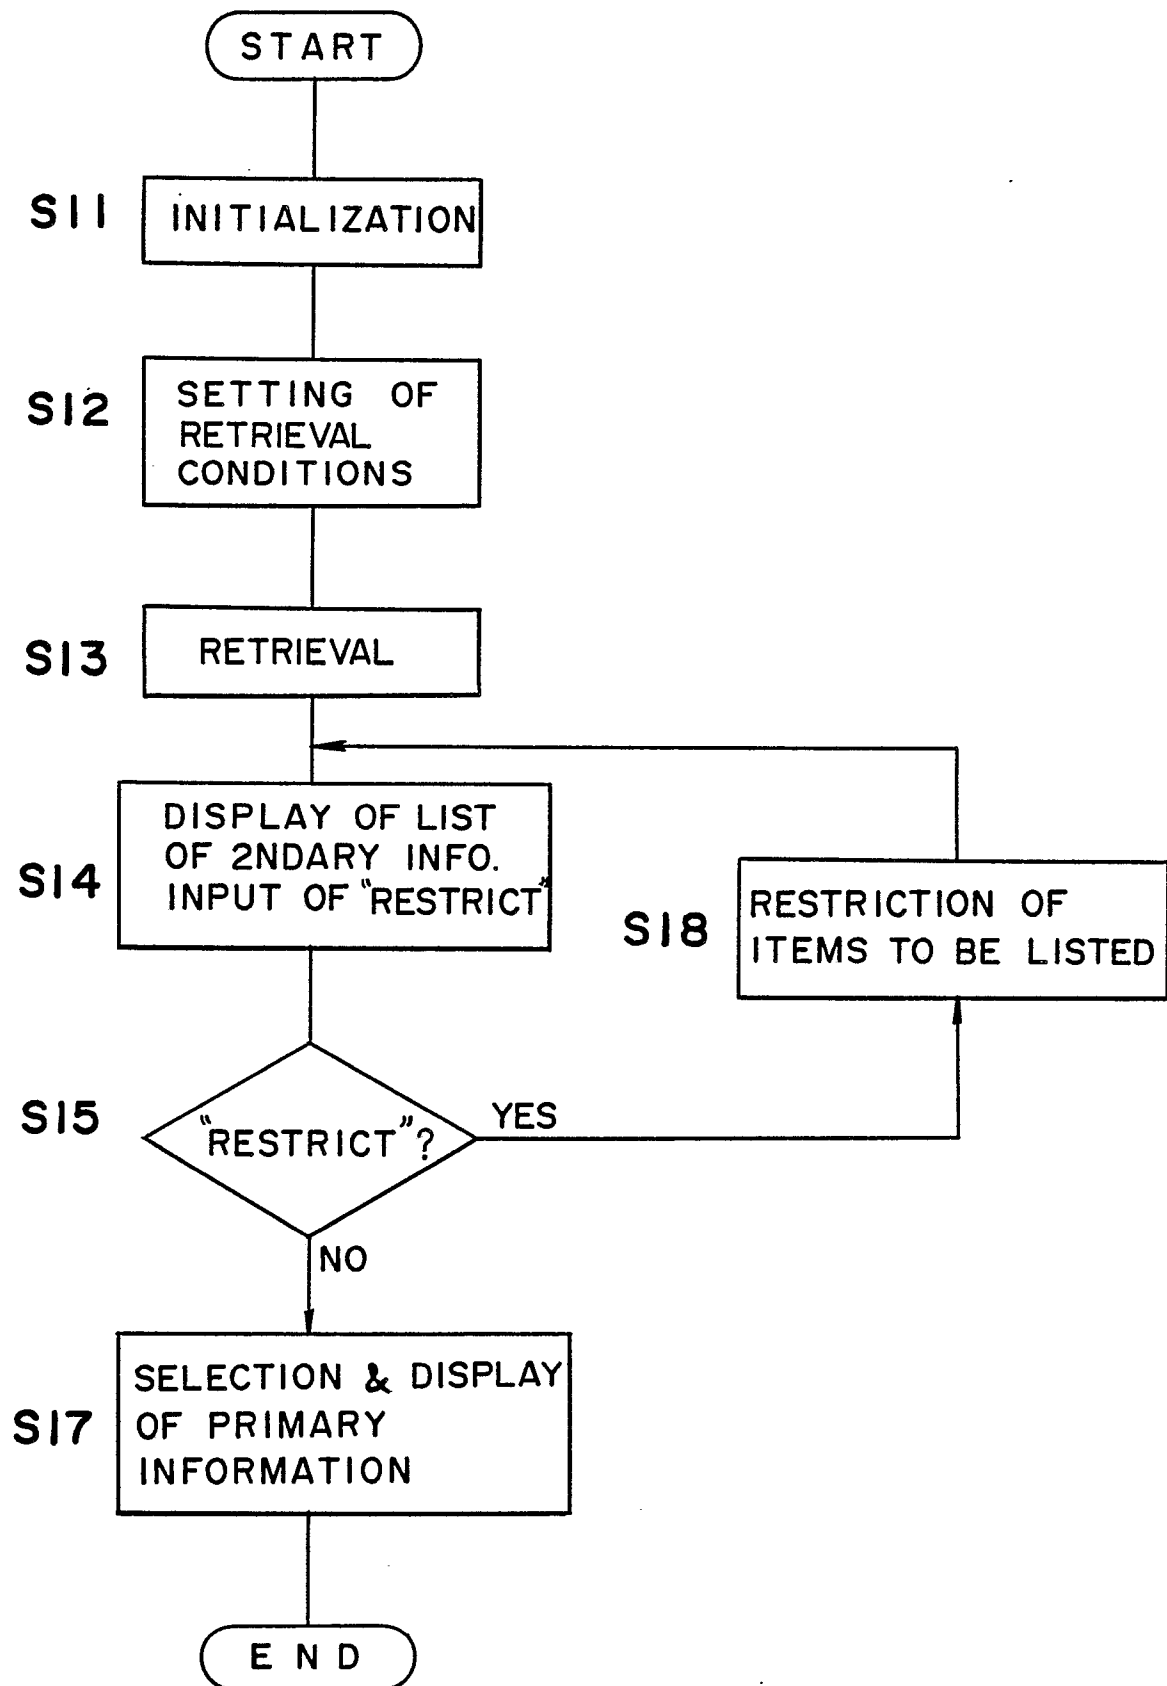 START
S11
INITIALIZATION
S12
SETTING OF
RETRIEVAL
CONDITIONS
S13
RETRIEVAL
S14
DISPLAY OF LIST
OF 2NDARY INFO.
INPUT OF "RESTRICT"
S18
RESTRICTION OF
ITEMS TO BE LISTED
S15
"RESTRICT"?
YES
NO
S17
SELECTION & DISPLAY
OF PRIMARY
INFORMATION
END